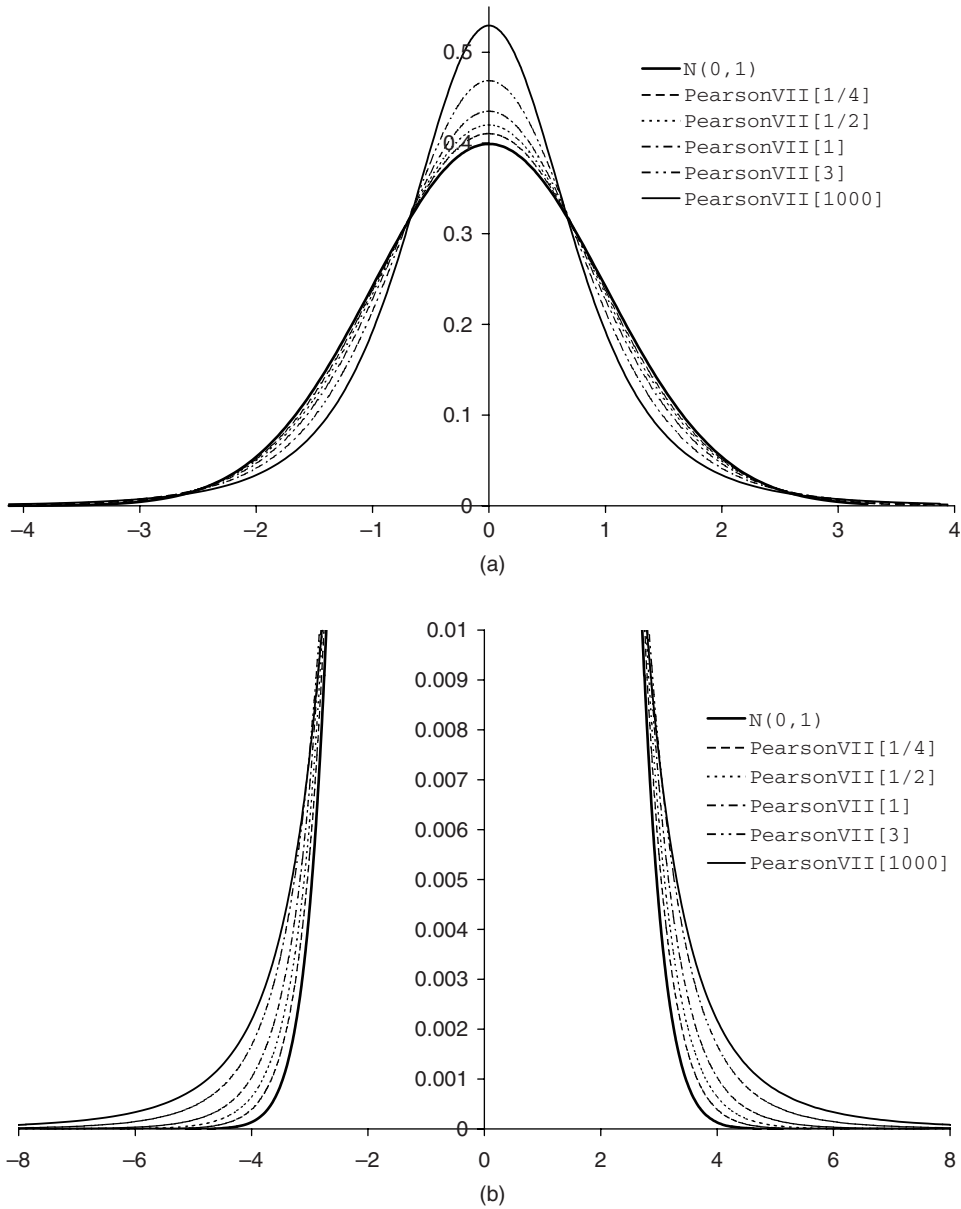 0.5
0.4
0.3
0.2
0.1
0
N(0,1)
PearsonVII[1/4]
PearsonVII[1/2]
PearsonVII[1]
PearsonVII[3]
PearsonVII[1000]
−4 −3 −2 −1 0 1 2 3 4
(a)
0.01
0.009
0.008
0.007
0.006
0.005
0.004
0.003
0.002
0.001
0
N(0,1)
PearsonVII[1/4]
PearsonVII[1/2]
PearsonVII[1]
PearsonVII[3]
PearsonVII[1000]
−8 −6 −4 −2 0 2 4 6 8
(b)